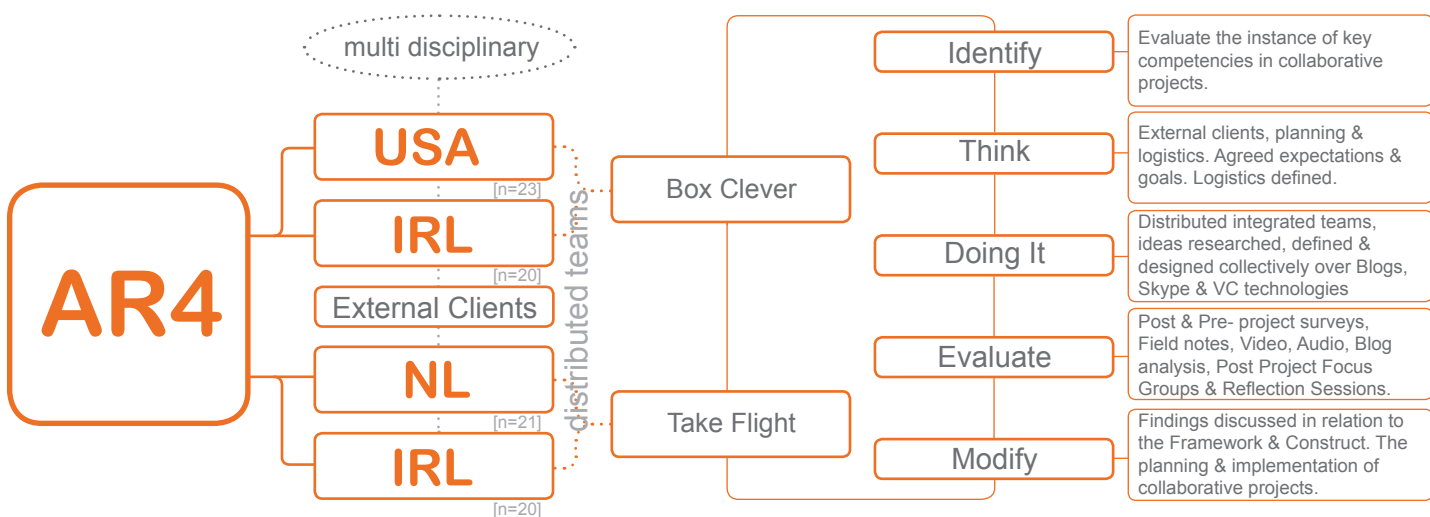 AR4
multi disciplinary
USA
[n=23]
IRL
[n=20]
External Clients
NL
[n=21]
IRL
[n=20]
distributed teams
Box Clever
Take Flight
Identify
Evaluate the instance of key
competencies in collaborative
projects.
Think
External clients, planning &
logistics. Agreed expectations &
goals. Logistics defined.
Doing It
Distributed integrated teams,
ideas researched, defined &
designed collectively over Blogs,
Skype & VC technologies
Evaluate
Post & Pre- project surveys,
Field notes, Video, Audio, Blog
analysis, Post Project Focus
Groups & Reflection Sessions.
Modify
Findings discussed in relation to
the Framework & Construct. The
planning & implementation of
collaborative projects.